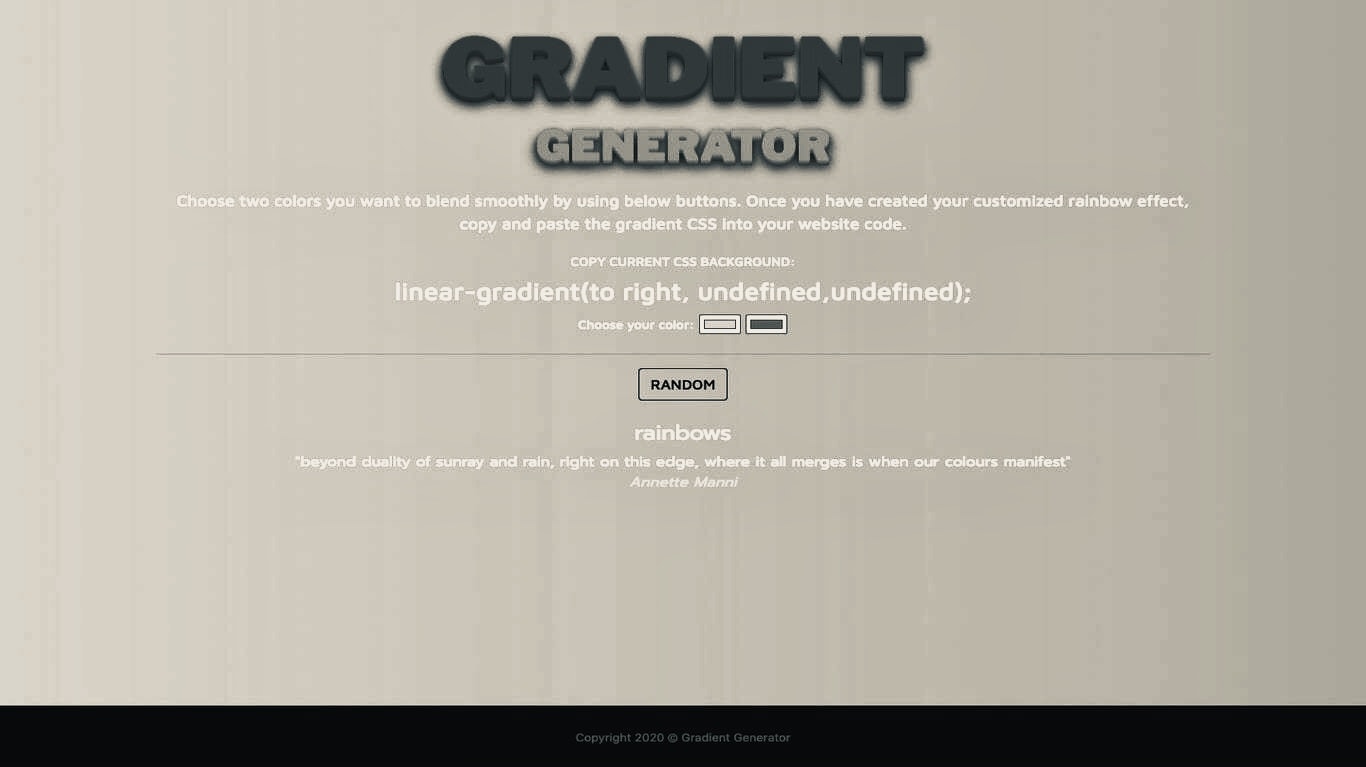 GRADIENT
GENERATOR
Choose two colors you want to blend smoothly by using below buttons. Once you have created your customized rainbow effect,
copy and paste the gradient CSS into your website code.
COPY CURRENT CSS BACKGROUND:
linear-gradient(to right, undefined,undefined);
Choose your color:
RANDOM
rainbows
"beyond duality of sunray and rain, right on this edge, where it all merges is when our colours manifest"
Annette Manni
Copyright 2020 © Gradient Generator